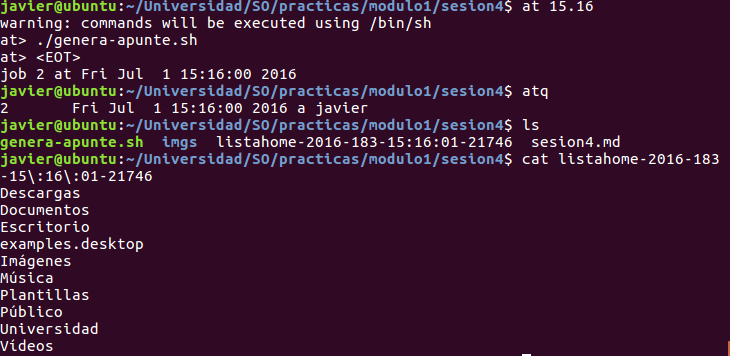 javier@ubuntu:~/Universidad/SO/practicas/modulo1/sesion4$ at 15.16
warning: commands will be executed using /bin/sh
at> ./genera-apunte.sh
at> <EOT>
job 2 at Fri Jul  1 15:16:00 2016
javier@ubuntu:~/Universidad/SO/practicas/modulo1/sesion4$ atq
2       Fri Jul  1 15:16:00 2016 a javier
javier@ubuntu:~/Universidad/SO/practicas/modulo1/sesion4$ ls
genera-apunte.sh  imgs  listahome-2016-183-15:16:01-21746  sesion4.md
javier@ubuntu:~/Universidad/SO/practicas/modulo1/sesion4$ cat listahome-2016-183
-15\:16\:01-21746
Descargas
Documentos
Escritorio
examples.desktop
Imágenes
Música
Plantillas
Público
Universidad
Vídeos